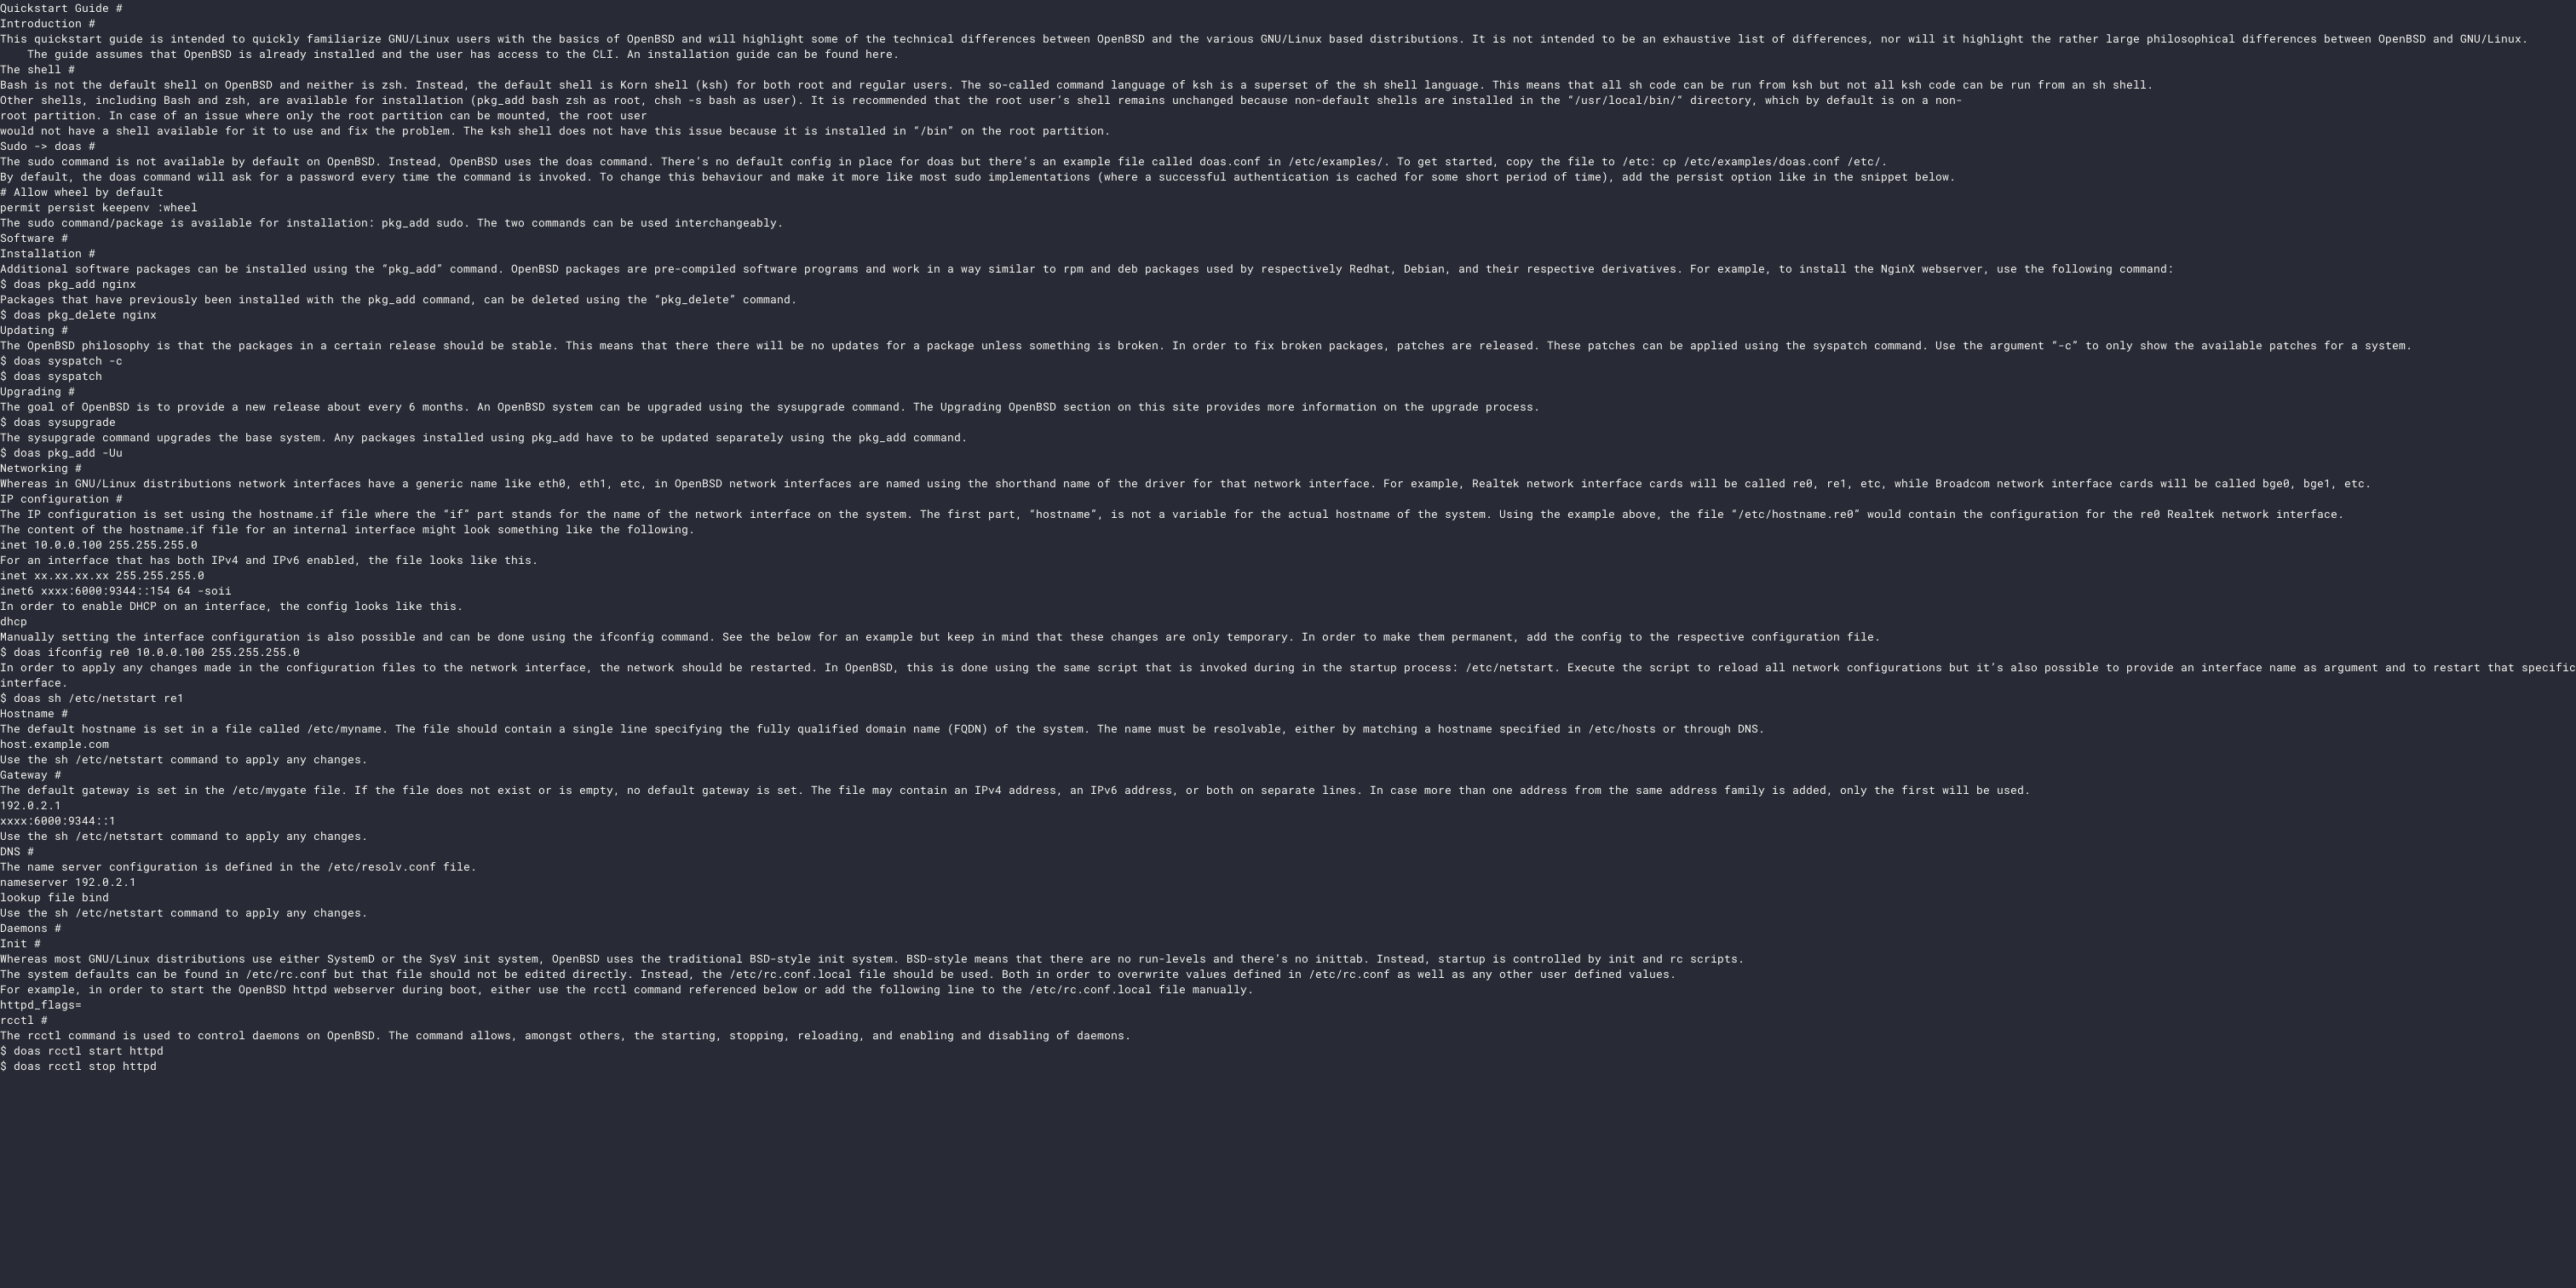 Quickstart Guide #
Introduction #
This quickstart guide is intended to quickly familiarize GNU/Linux users with the basics of OpenBSD and will highlight some of the technical differences between OpenBSD and the various GNU/Linux based distributions. It is not intended to be an exhaustive list of differences, nor will it highlight the rather large philosophical differences between OpenBSD and GNU/Linux.
The guide assumes that OpenBSD is already installed and the user has access to the CLI. An installation guide can be found here.
The shell #
Bash is not the default shell on OpenBSD and neither is zsh. Instead, the default shell is Korn shell (ksh) for both root and regular users. The so-called command language of ksh is a superset of the sh shell language. This means that all sh code can be run from ksh but not all ksh code can be run from an sh shell.
Other shells, including Bash and zsh, are available for installation (pkg_add bash zsh as root, chsh -s bash as user). It is recommended that the root user’s shell remains unchanged because non-default shells are installed in the “/usr/local/bin/” directory, which by default is on a non-
root partition. In case of an issue where only the root partition can be mounted, the root user
would not have a shell available for it to use and fix the problem. The ksh shell does not have this issue because it is installed in “/bin” on the root partition.
Sudo -> doas #
The sudo command is not available by default on OpenBSD. Instead, OpenBSD uses the doas command. There’s no default config in place for doas but there’s an example file called doas.conf in /etc/examples/. To get started, copy the file to /etc: cp /etc/examples/doas.conf /etc/.
By default, the doas command will ask for a password every time the command is invoked. To change this behaviour and make it more like most sudo implementations (where a successful authentication is cached for some short period of time), add the persist option like in the snippet below.
# Allow wheel by default
permit persist keepenv :wheel
The sudo command/package is available for installation: pkg_add sudo. The two commands can be used interchangeably.
Software #
Installation #
Additional software packages can be installed using the “pkg_add” command. OpenBSD packages are pre-compiled software programs and work in a way similar to rpm and deb packages used by respectively Redhat, Debian, and their respective derivatives. For example, to install the NginX webserver, use the following command:
$ doas pkg_add nginx
Packages that have previously been installed with the pkg_add command, can be deleted using the “pkg_delete” command.
$ doas pkg_delete nginx
Updating #
The OpenBSD philosophy is that the packages in a certain release should be stable. This means that there there will be no updates for a package unless something is broken. In order to fix broken packages, patches are released. These patches can be applied using the syspatch command. Use the argument “-c” to only show the available patches for a system.
$ doas syspatch -c
$ doas syspatch
Upgrading #
The goal of OpenBSD is to provide a new release about every 6 months. An OpenBSD system can be upgraded using the sysupgrade command. The Upgrading OpenBSD section on this site provides more information on the upgrade process.
$ doas sysupgrade
The sysupgrade command upgrades the base system. Any packages installed using pkg_add have to be updated separately using the pkg_add command.
$ doas pkg_add -Uu
Networking #
Whereas in GNU/Linux distributions network interfaces have a generic name like eth0, eth1, etc, in OpenBSD network interfaces are named using the shorthand name of the driver for that network interface. For example, Realtek network interface cards will be called re0, re1, etc, while Broadcom network interface cards will be called bge0, bge1, etc.
IP configuration #
The IP configuration is set using the hostname.if file where the “if” part stands for the name of the network interface on the system. The first part, “hostname”, is not a variable for the actual hostname of the system. Using the example above, the file “/etc/hostname.re0” would contain the configuration for the re0 Realtek network interface.
The content of the hostname.if file for an internal interface might look something like the following.
inet 10.0.0.100 255.255.255.0
For an interface that has both IPv4 and IPv6 enabled, the file looks like this.
inet xx.xx.xx.xx 255.255.255.0
inet6 xxxx:6000:9344::154 64 -soii
In order to enable DHCP on an interface, the config looks like this.
dhcp
Manually setting the interface configuration is also possible and can be done using the ifconfig command. See the below for an example but keep in mind that these changes are only temporary. In order to make them permanent, add the config to the respective configuration file.
$ doas ifconfig re0 10.0.0.100 255.255.255.0
In order to apply any changes made in the configuration files to the network interface, the network should be restarted. In OpenBSD, this is done using the same script that is invoked during in the startup process: /etc/netstart. Execute the script to reload all network configurations but it’s also possible to provide an interface name as argument and to restart that specific
interface.
$ doas sh /etc/netstart re1
Hostname #
The default hostname is set in a file called /etc/myname. The file should contain a single line specifying the fully qualified domain name (FQDN) of the system. The name must be resolvable, either by matching a hostname specified in /etc/hosts or through DNS.
host.example.com
Use the sh /etc/netstart command to apply any changes.
Gateway #
The default gateway is set in the /etc/mygate file. If the file does not exist or is empty, no default gateway is set. The file may contain an IPv4 address, an IPv6 address, or both on separate lines. In case more than one address from the same address family is added, only the first will be used.
192.0.2.1
xxxx:6000:9344::1
Use the sh /etc/netstart command to apply any changes.
DNS #
The name server configuration is defined in the /etc/resolv.conf file.
nameserver 192.0.2.1
lookup file bind
Use the sh /etc/netstart command to apply any changes.
Daemons #
Init #
Whereas most GNU/Linux distributions use either SystemD or the SysV init system, OpenBSD uses the traditional BSD-style init system. BSD-style means that there are no run-levels and there’s no inittab. Instead, startup is controlled by init and rc scripts.
The system defaults can be found in /etc/rc.conf but that file should not be edited directly. Instead, the /etc/rc.conf.local file should be used. Both in order to overwrite values defined in /etc/rc.conf as well as any other user defined values.
For example, in order to start the OpenBSD httpd webserver during boot, either use the rcctl command referenced below or add the following line to the /etc/rc.conf.local file manually.
httpd_flags=
rcctl #
The rcctl command is used to control daemons on OpenBSD. The command allows, amongst others, the starting, stopping, reloading, and enabling and disabling of daemons.
$ doas rcctl start httpd
$ doas rcctl stop httpd